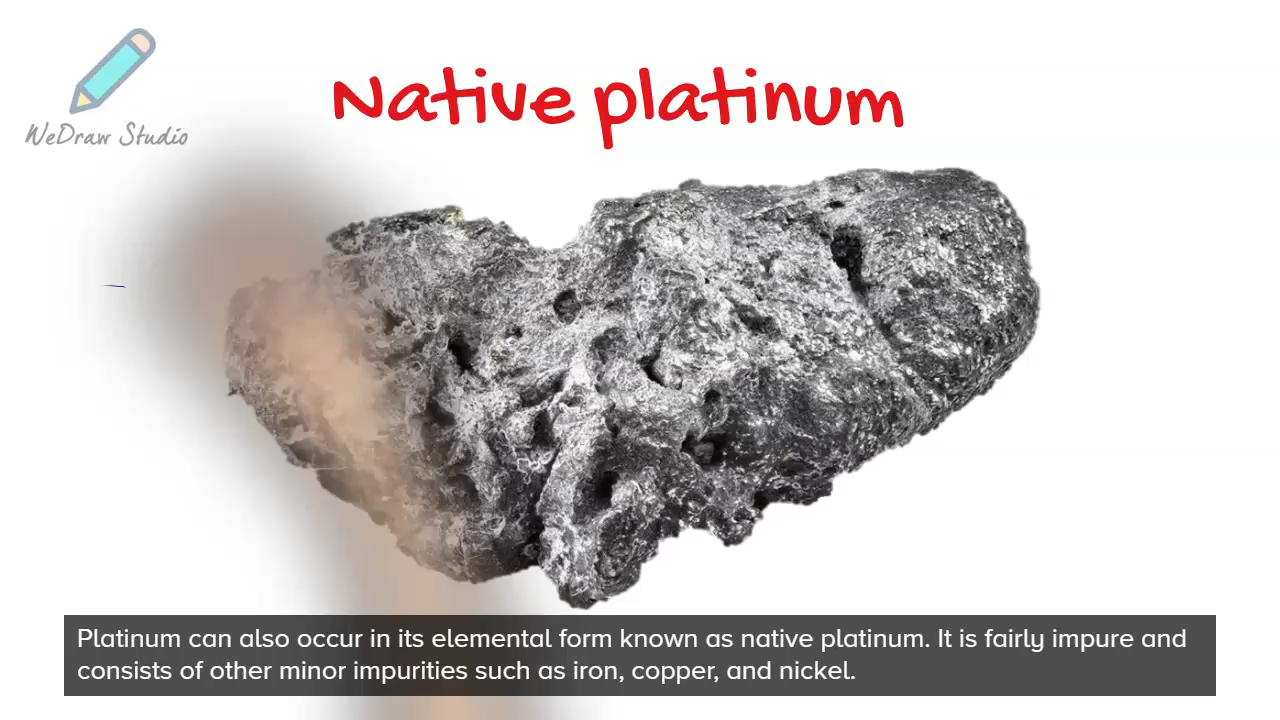 WeDraw Studio
Native platinum
Platinum can also occur in its elemental form known as native platinum. It is fairly impure and
consists of other minor impurities such as iron, copper, and nickel.